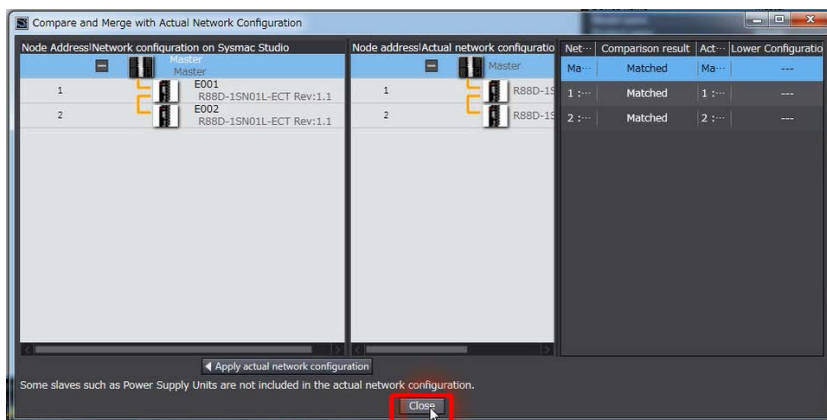 Compare and Merge with Actual Network Configuration
Node Address|Network configuration on Sysmac Studio
Master
Master
1
E001
R88D-1SN01L-ECT Rev:1.1
2
E002
R88D-1SN01L-ECT Rev:1.1
Node address|Actual network configuratio
Master
1
R88D-1S
2
R88D-1S
Net··· Comparison result Act··· Lower Configuratio
Ma··· Matched Ma··· ---
1 :··· Matched 1 :··· ---
2 :··· Matched 2 :··· ---
Apply actual network configuration
Some slaves such as Power Supply Units are not included in the actual network configuration.
Close